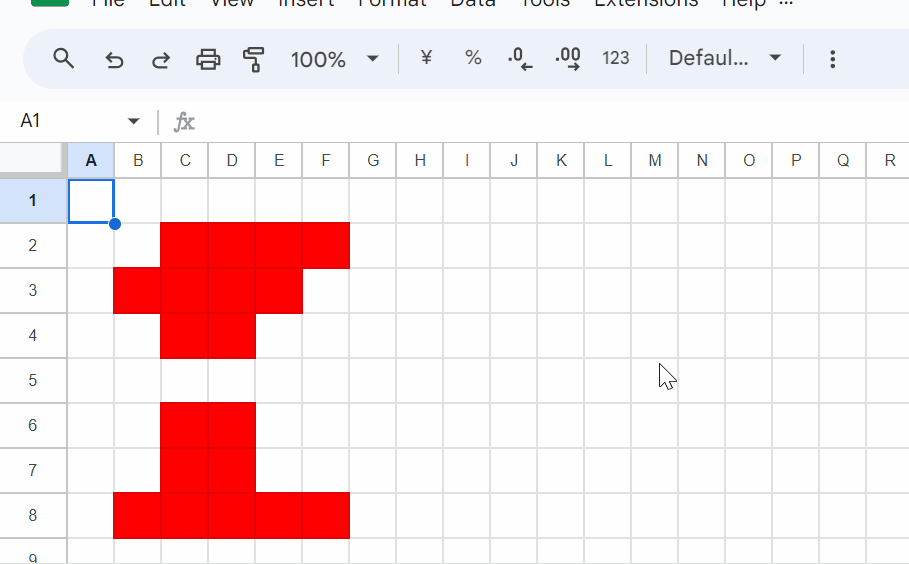 File Edit View Insert Format Data Tools Extensions Help ...
100% ¥ % .0 .00 123 Defaul...
A1 fx
A B C D E F G H I J K L M N O P Q R
1
2
3
4
5
6
7
8
9